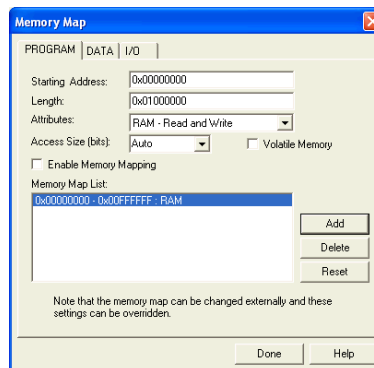 Memory Map
PROGRAM DATA I/O
Starting Address: 0x00000000
Length: 0x01000000
Attributes: RAM - Read and Write
Access Size (bits): Auto Volatile Memory
Enable Memory Mapping
Memory Map List:
0x00000000 - 0x00FFFFFF : RAM
Add
Delete
Reset
Note that the memory map can be changed externally and these
settings can be overridden.
Done Help